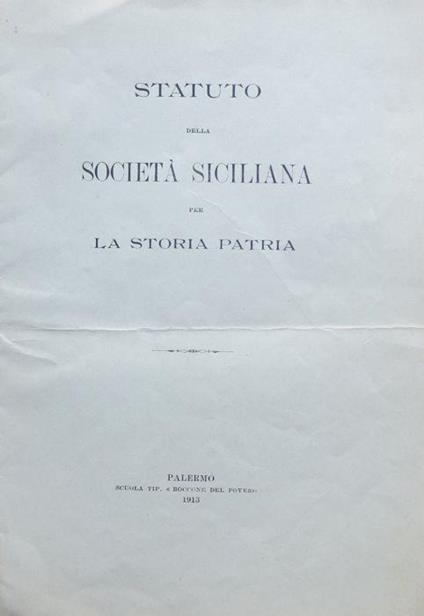 STATUTO
DELLA
SOCIETÀ SICILIANA
PER
LA STORIA PATRIA
PALERMO
SCUOLA TIP. « BOCCONE DEL POVERO
1913